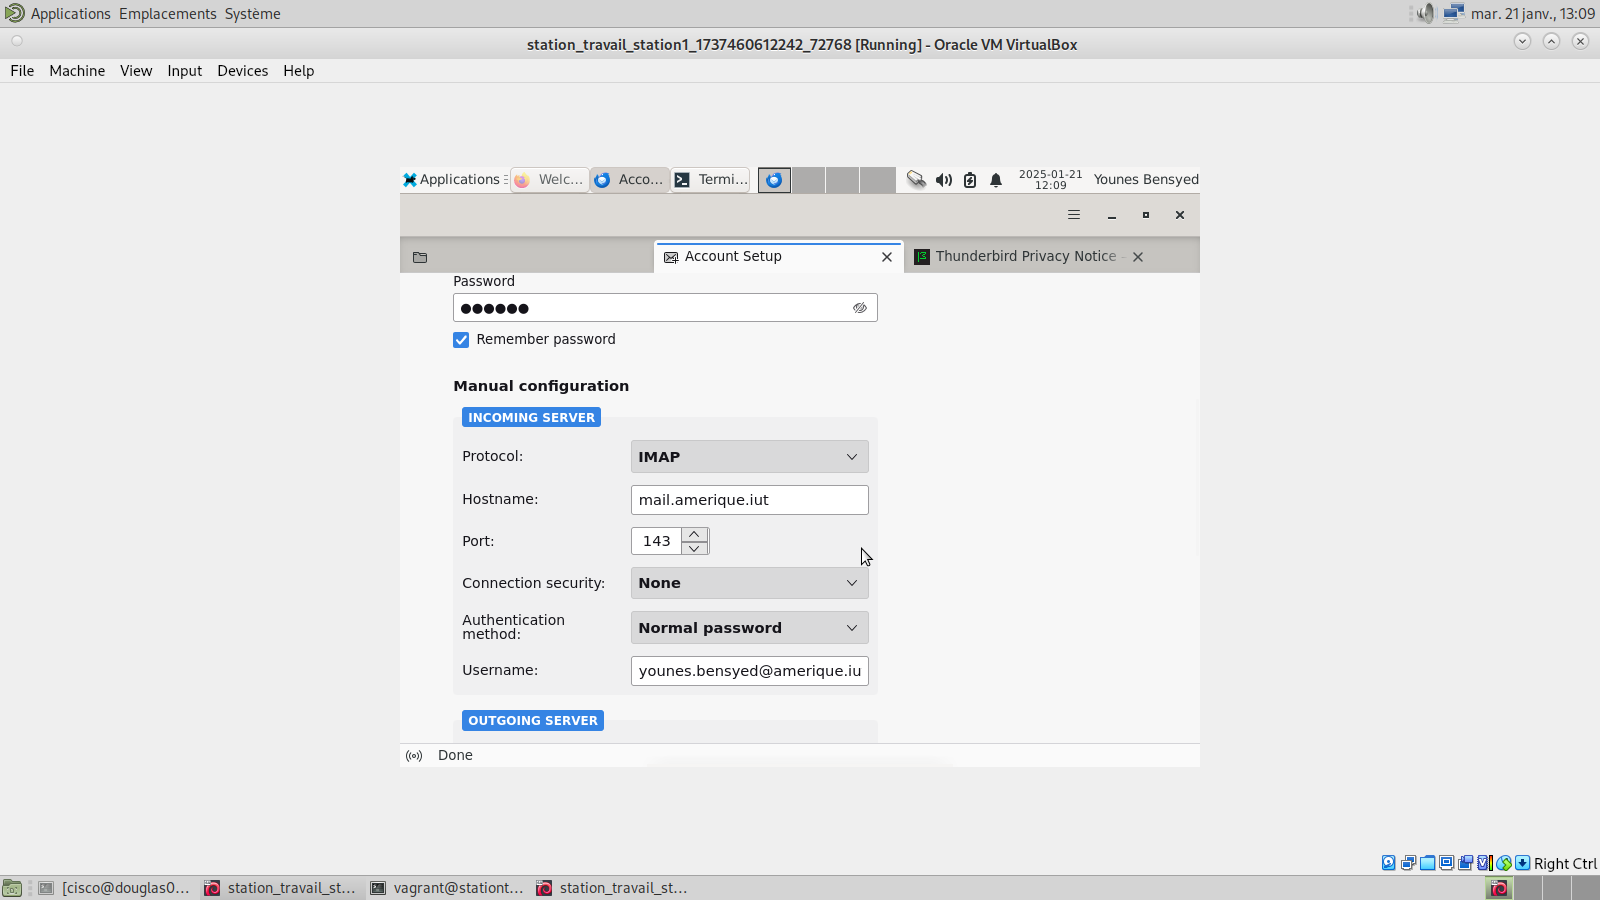 Applications Emplacements Système mar. 21 janv., 13:09
station_travail_station1_1737460612242_72768 [Running] - Oracle VM VirtualBox
File Machine View Input Devices Help
Applications Welc... Acco... Termi... 2025-01-21 12:09 Younes Bensyed
Account Setup Thunderbird Privacy Notice -
Password
●●●●●●
Remember password
Manual configuration
INCOMING SERVER
Protocol: IMAP
Hostname: mail.amerique.iut
Port: 143
Connection security: None
Authentication method: Normal password
Username: younes.bensyed@amerique.iu
OUTGOING SERVER
Done
Right Ctrl
[cisco@douglas0... station_travail_st... vagrant@stationt... station_travail_st...